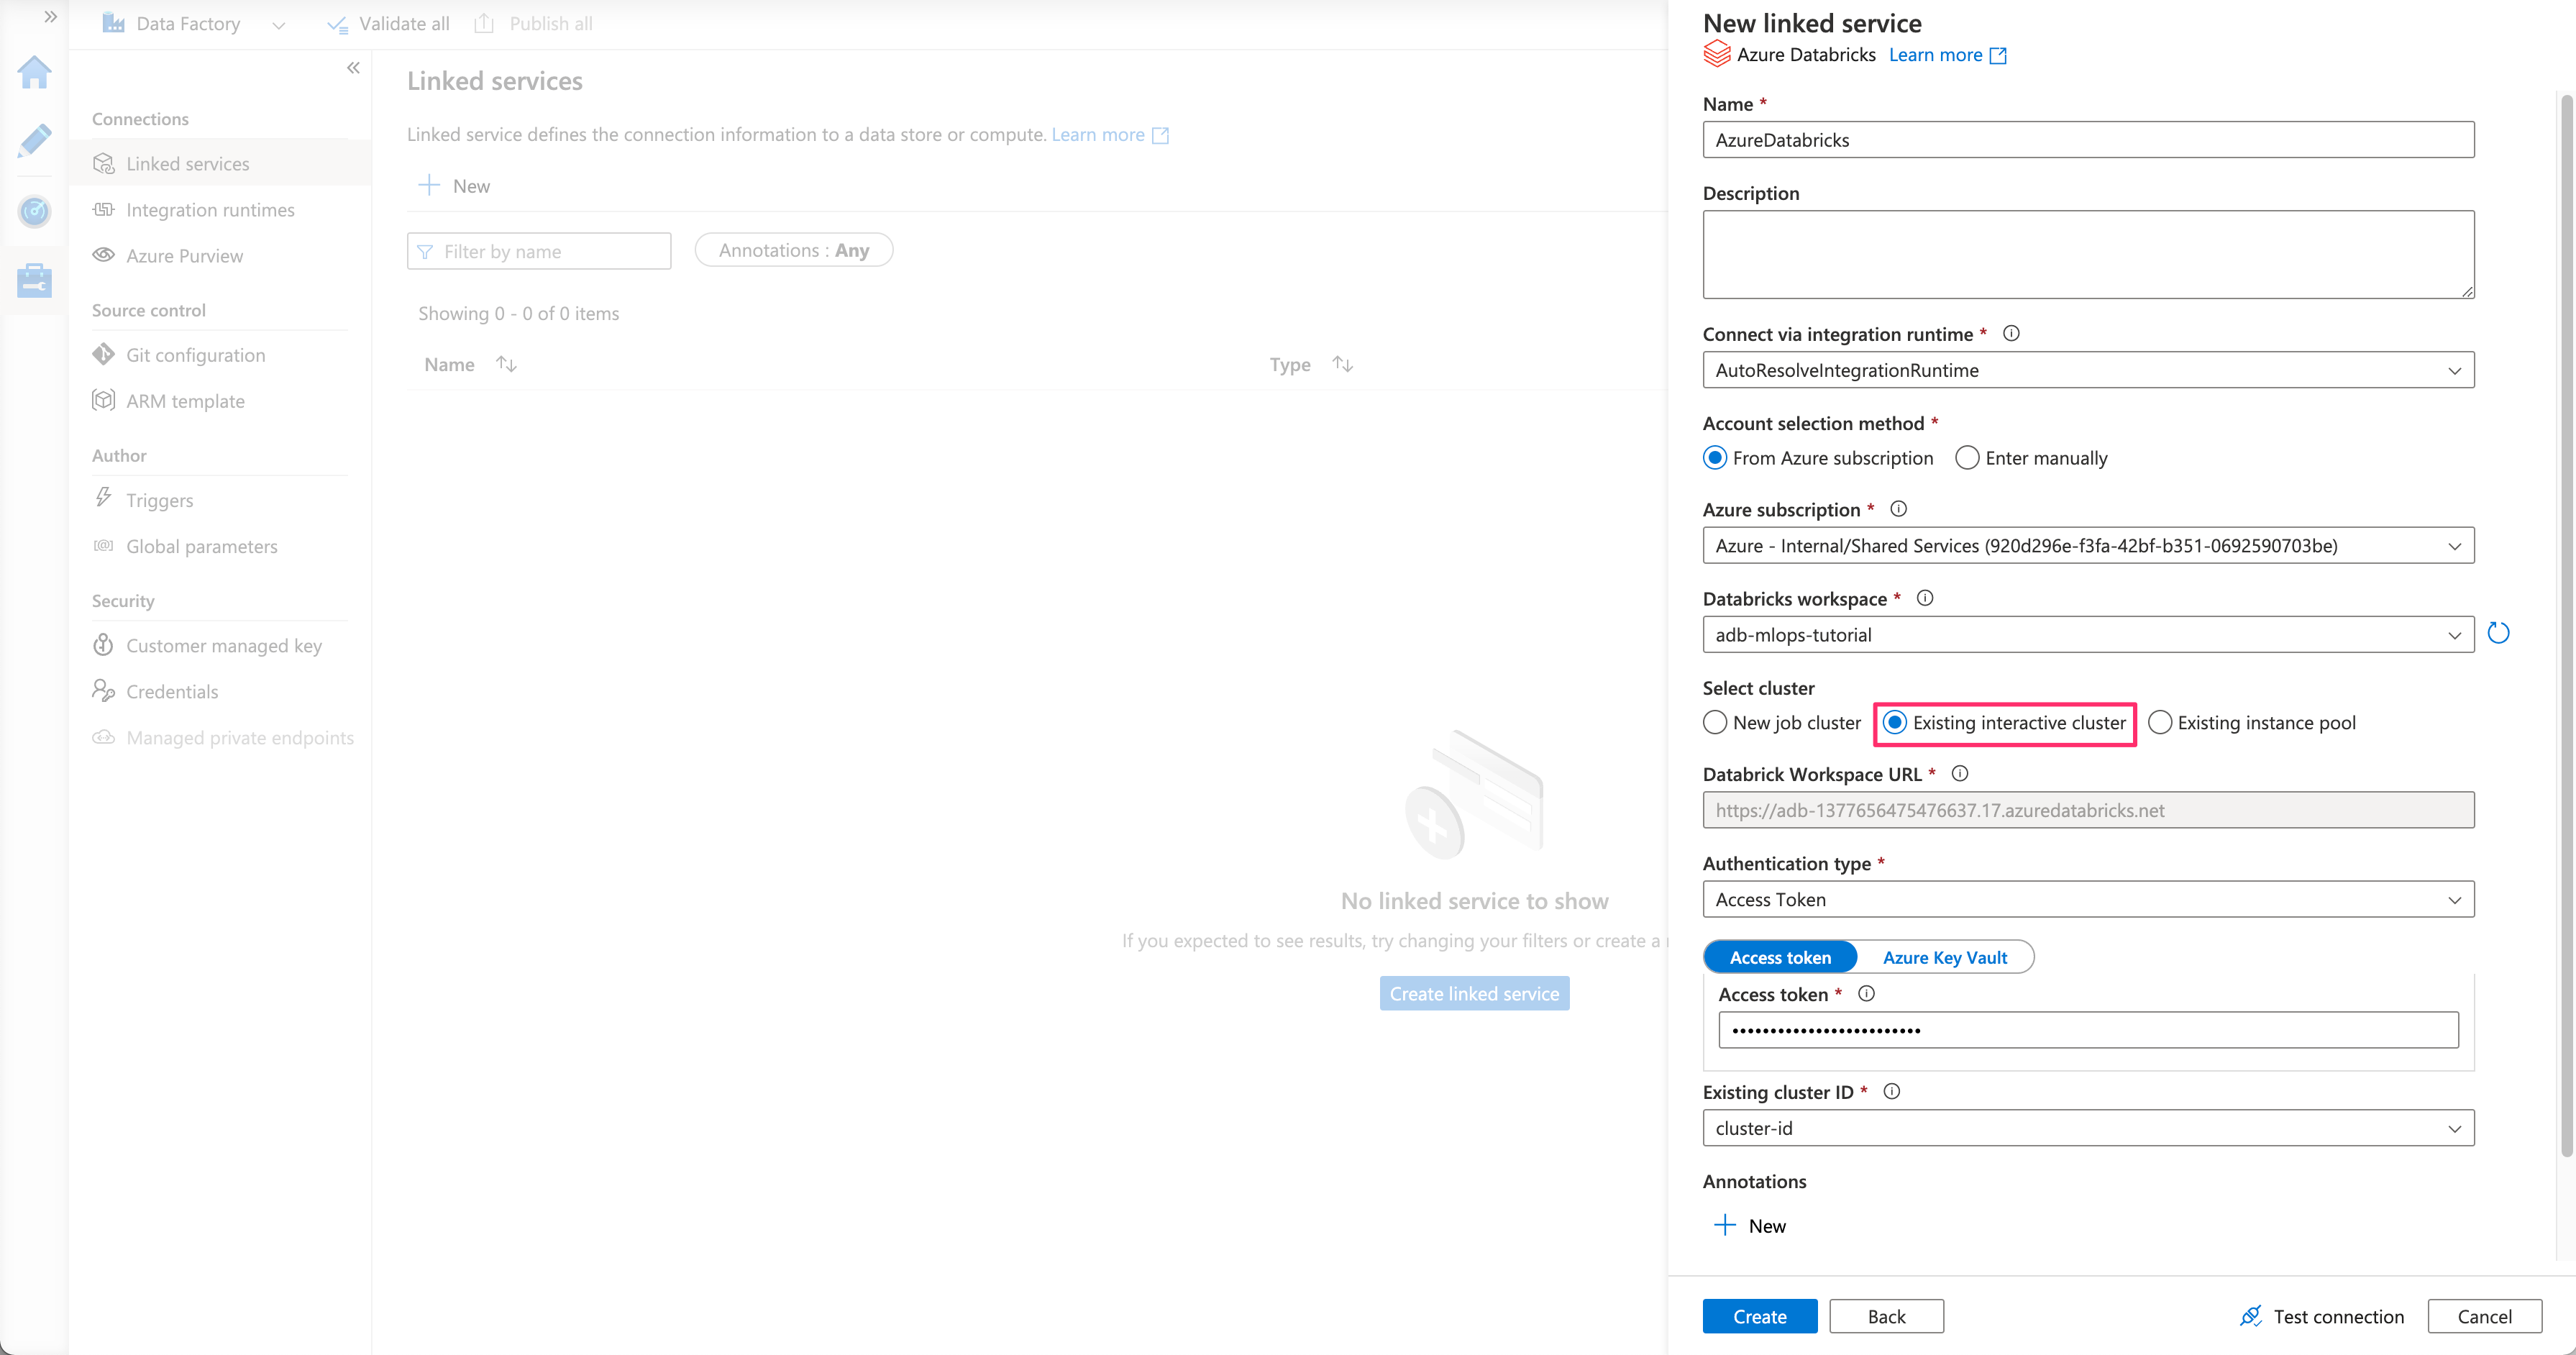 Data Factory
Validate all
Publish all
Connections
Linked services
Integration runtimes
Azure Purview
Source control
Git configuration
ARM template
Author
Triggers
Global parameters
Security
Customer managed key
Credentials
Managed private endpoints
Linked services
Linked service defines the connection information to a data store or compute. Learn more
New
Filter by name
Annotations : Any
Showing 0 - 0 of 0 items
Name
Type
No linked service to show
If you expected to see results, try changing your filters or create a
Create linked service
New linked service
Azure Databricks Learn more
Name *
AzureDatabricks
Description
Connect via integration runtime *
AutoResolveIntegrationRuntime
Account selection method *
From Azure subscription Enter manually
Azure subscription *
Azure - Internal/Shared Services (920d296e-f3fa-42bf-b351-0692590703be)
Databricks workspace *
adb-mlops-tutorial
Select cluster
New job cluster Existing interactive cluster Existing instance pool
Databrick Workspace URL *
https://adb-1377656475476637.17.azuredatabricks.net
Authentication type *
Access Token
Access token Azure Key Vault
Access token *
•••••••••••••••••••••••••
Existing cluster ID *
cluster-id
Annotations
New
Create Back Test connection Cancel